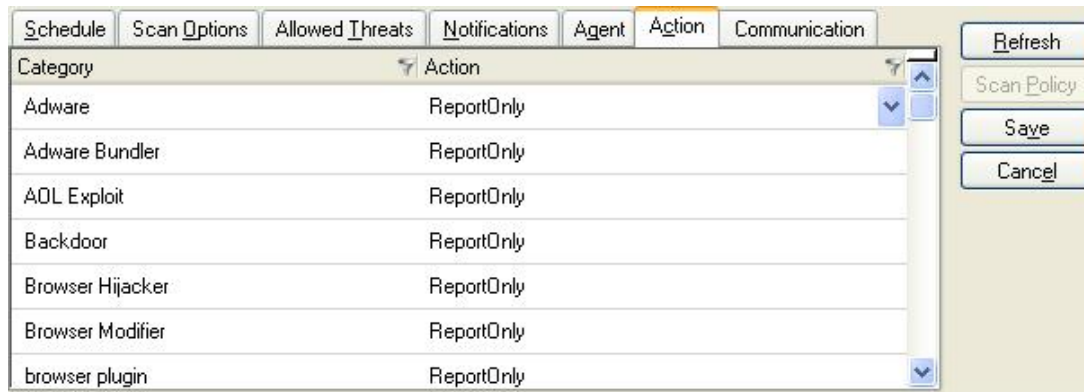 Schedule Scan Options Allowed Threats Notifications Agent Action Communication
Category Action
Adware ReportOnly
Adware Bundler ReportOnly
AOL Exploit ReportOnly
Backdoor ReportOnly
Browser Hijacker ReportOnly
Browser Modifier ReportOnly
browser plugin ReportOnly
Refresh
Scan Policy
Save
Cancel